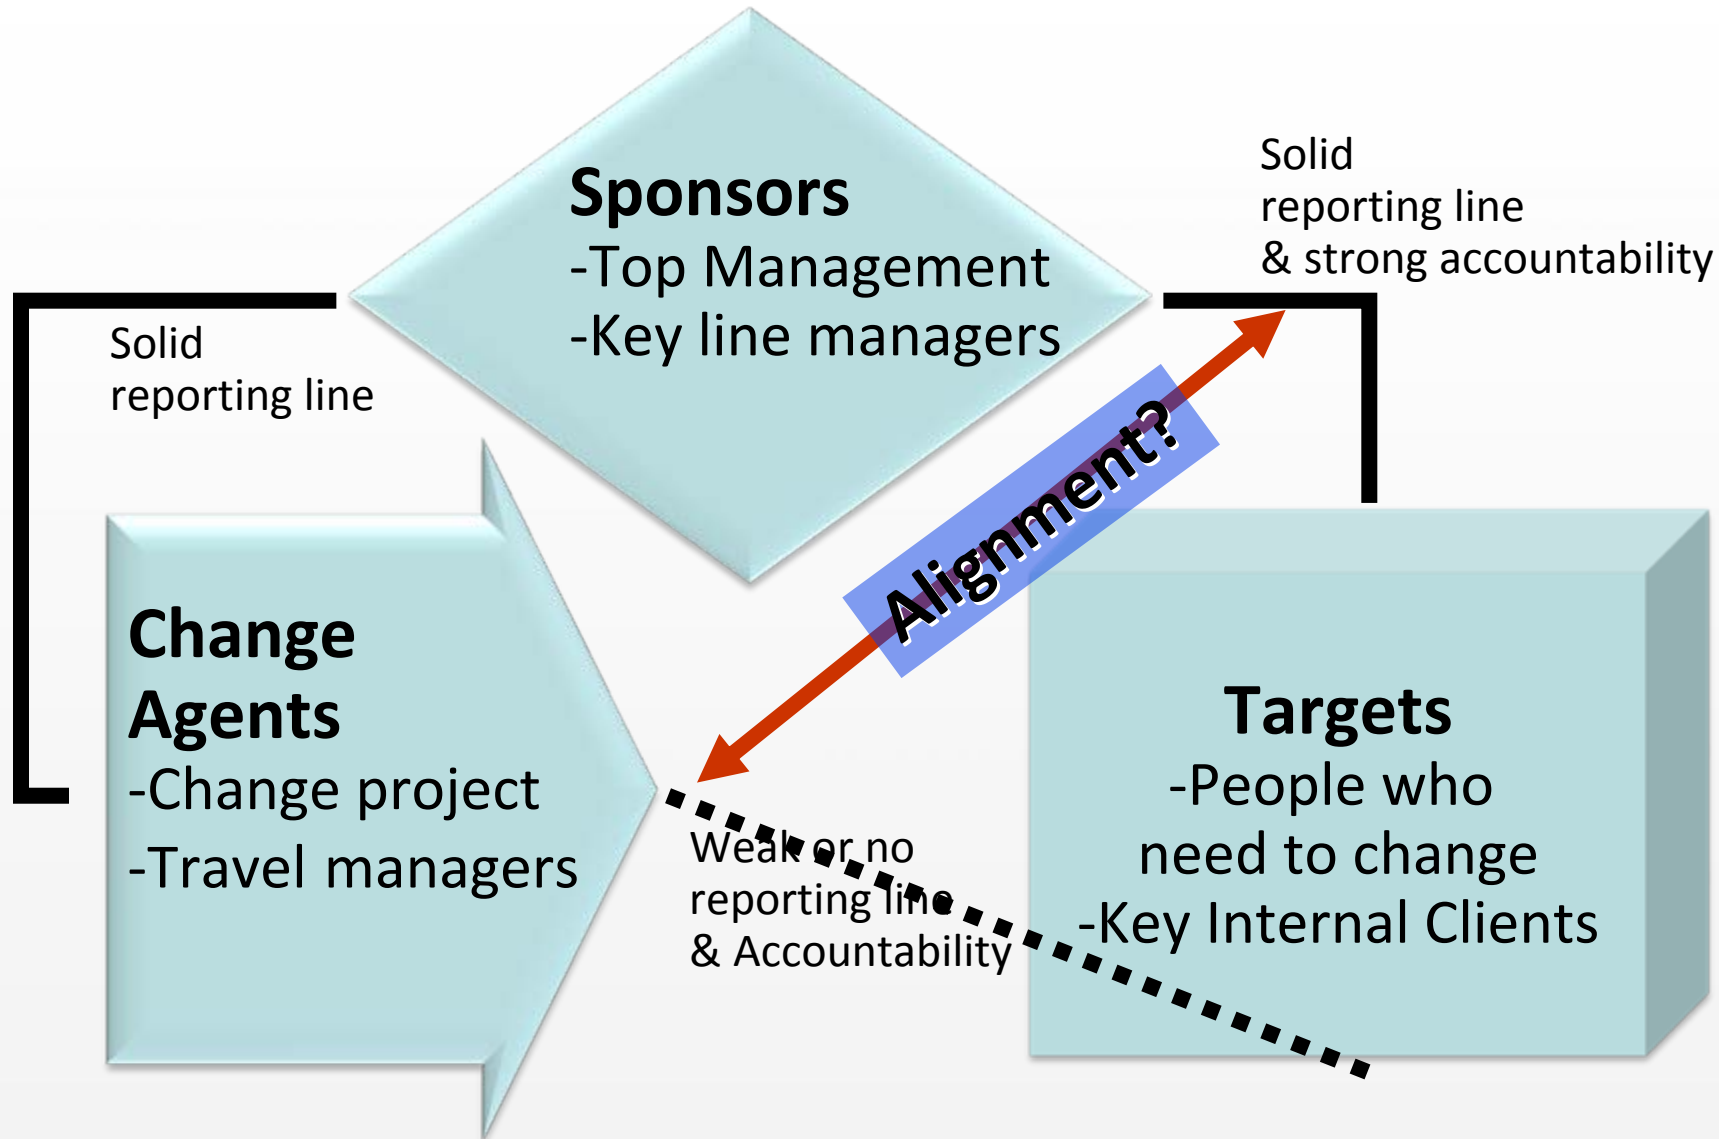 Sponsors
-Top Management
-Key line managers
Solid
reporting line
& strong accountability
Solid
reporting line
Alignment?
Change
Agents
-Change project
-Travel managers
Weak or no
reporting line
& Accountability
Targets
-People who
need to change
-Key Internal Clients